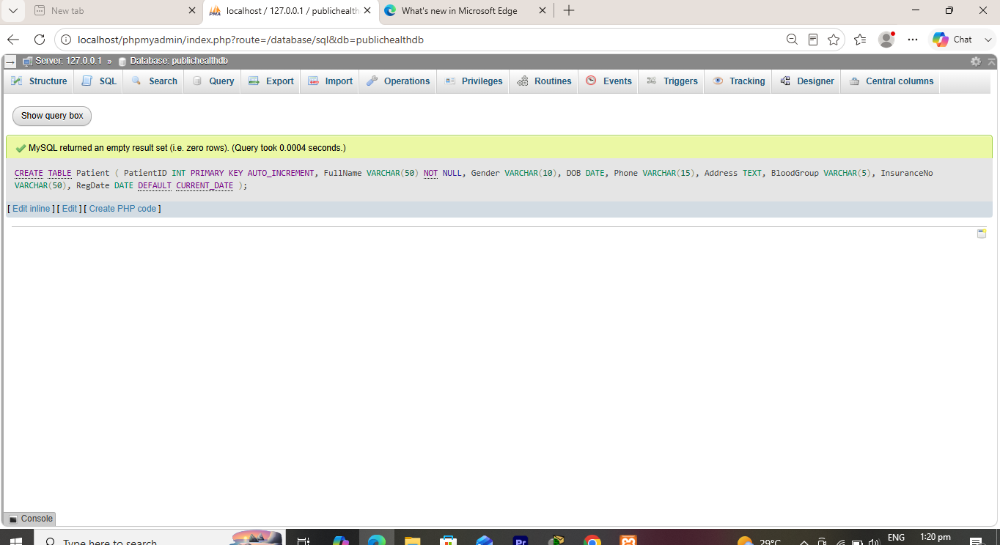 New tab
localhost / 127.0.0.1 / publichealth
What's new in Microsoft Edge
localhost/phpmyadmin/index.php?route=/database/sql&db=publichealthdb
Chat
Server: 127.0.0.1 » Database: publichealthdb
Structure SQL Search Query Export Import Operations Privileges Routines Events Triggers Tracking Designer Central columns
Show query box
MySQL returned an empty result set (i.e. zero rows). (Query took 0.0004 seconds.)
CREATE TABLE Patient ( PatientID INT PRIMARY KEY AUTO_INCREMENT, FullName VARCHAR(50) NOT NULL, Gender VARCHAR(10), DOB DATE, Phone VARCHAR(15), Address TEXT, BloodGroup VARCHAR(5), InsuranceNo
VARCHAR(50), RegDate DATE DEFAULT CURRENT_DATE );
[ Edit inline ] [ Edit ] [ Create PHP code ]
Console
Type here to search
Pr
29°C
ENG
1:20 pm